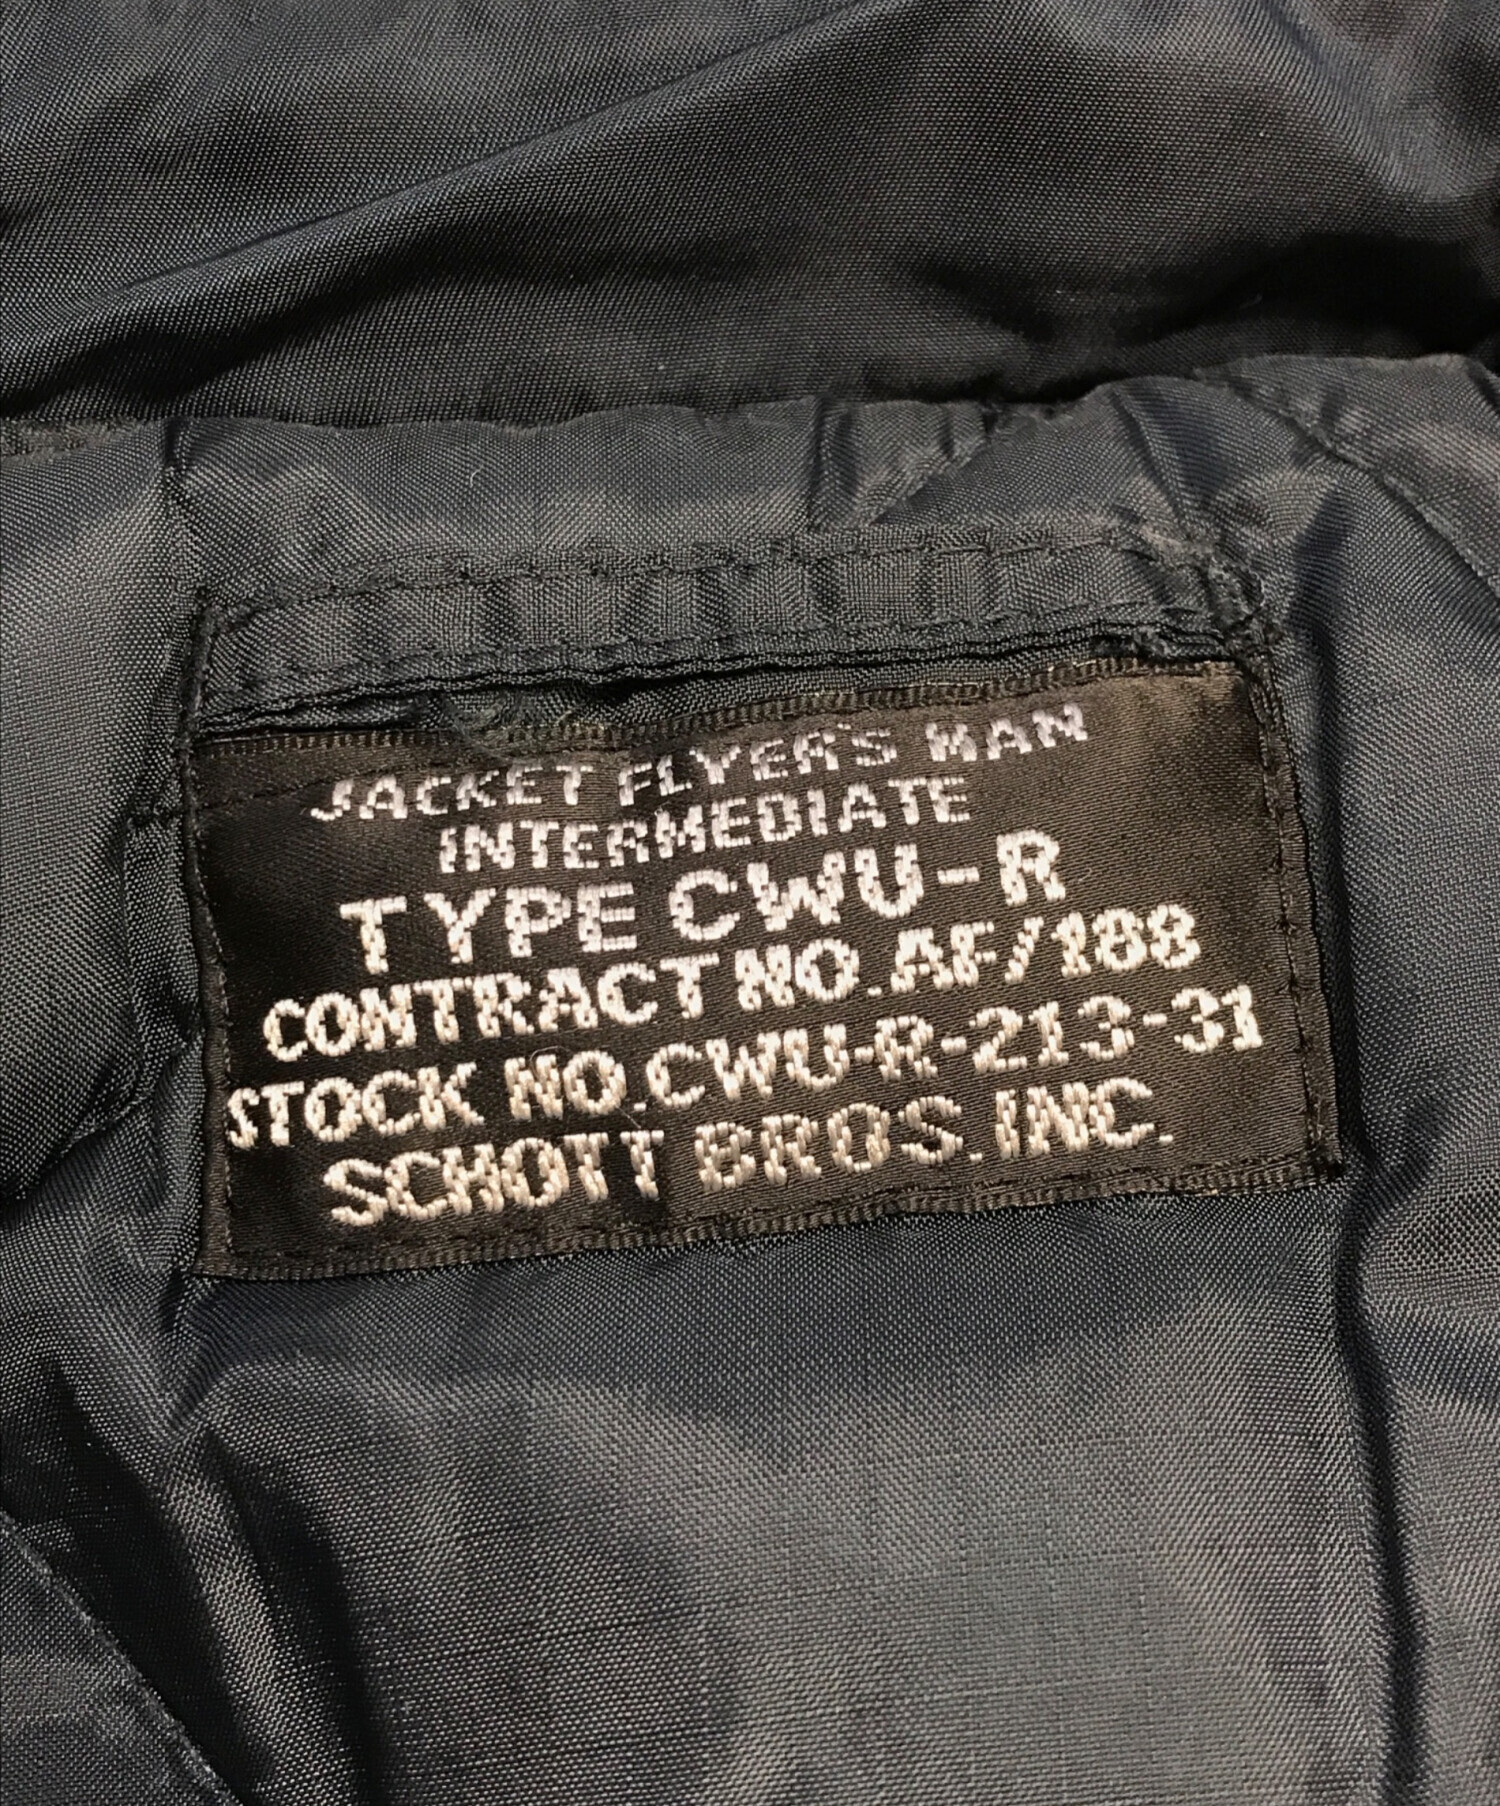 JACKET FLYER'S MAN
INTERMEDIATE
TYPE CWU-R
CONTRACT NO.AF/188
STOCK NO.CWU-R-213-31
SCHOTT BROS.INC.